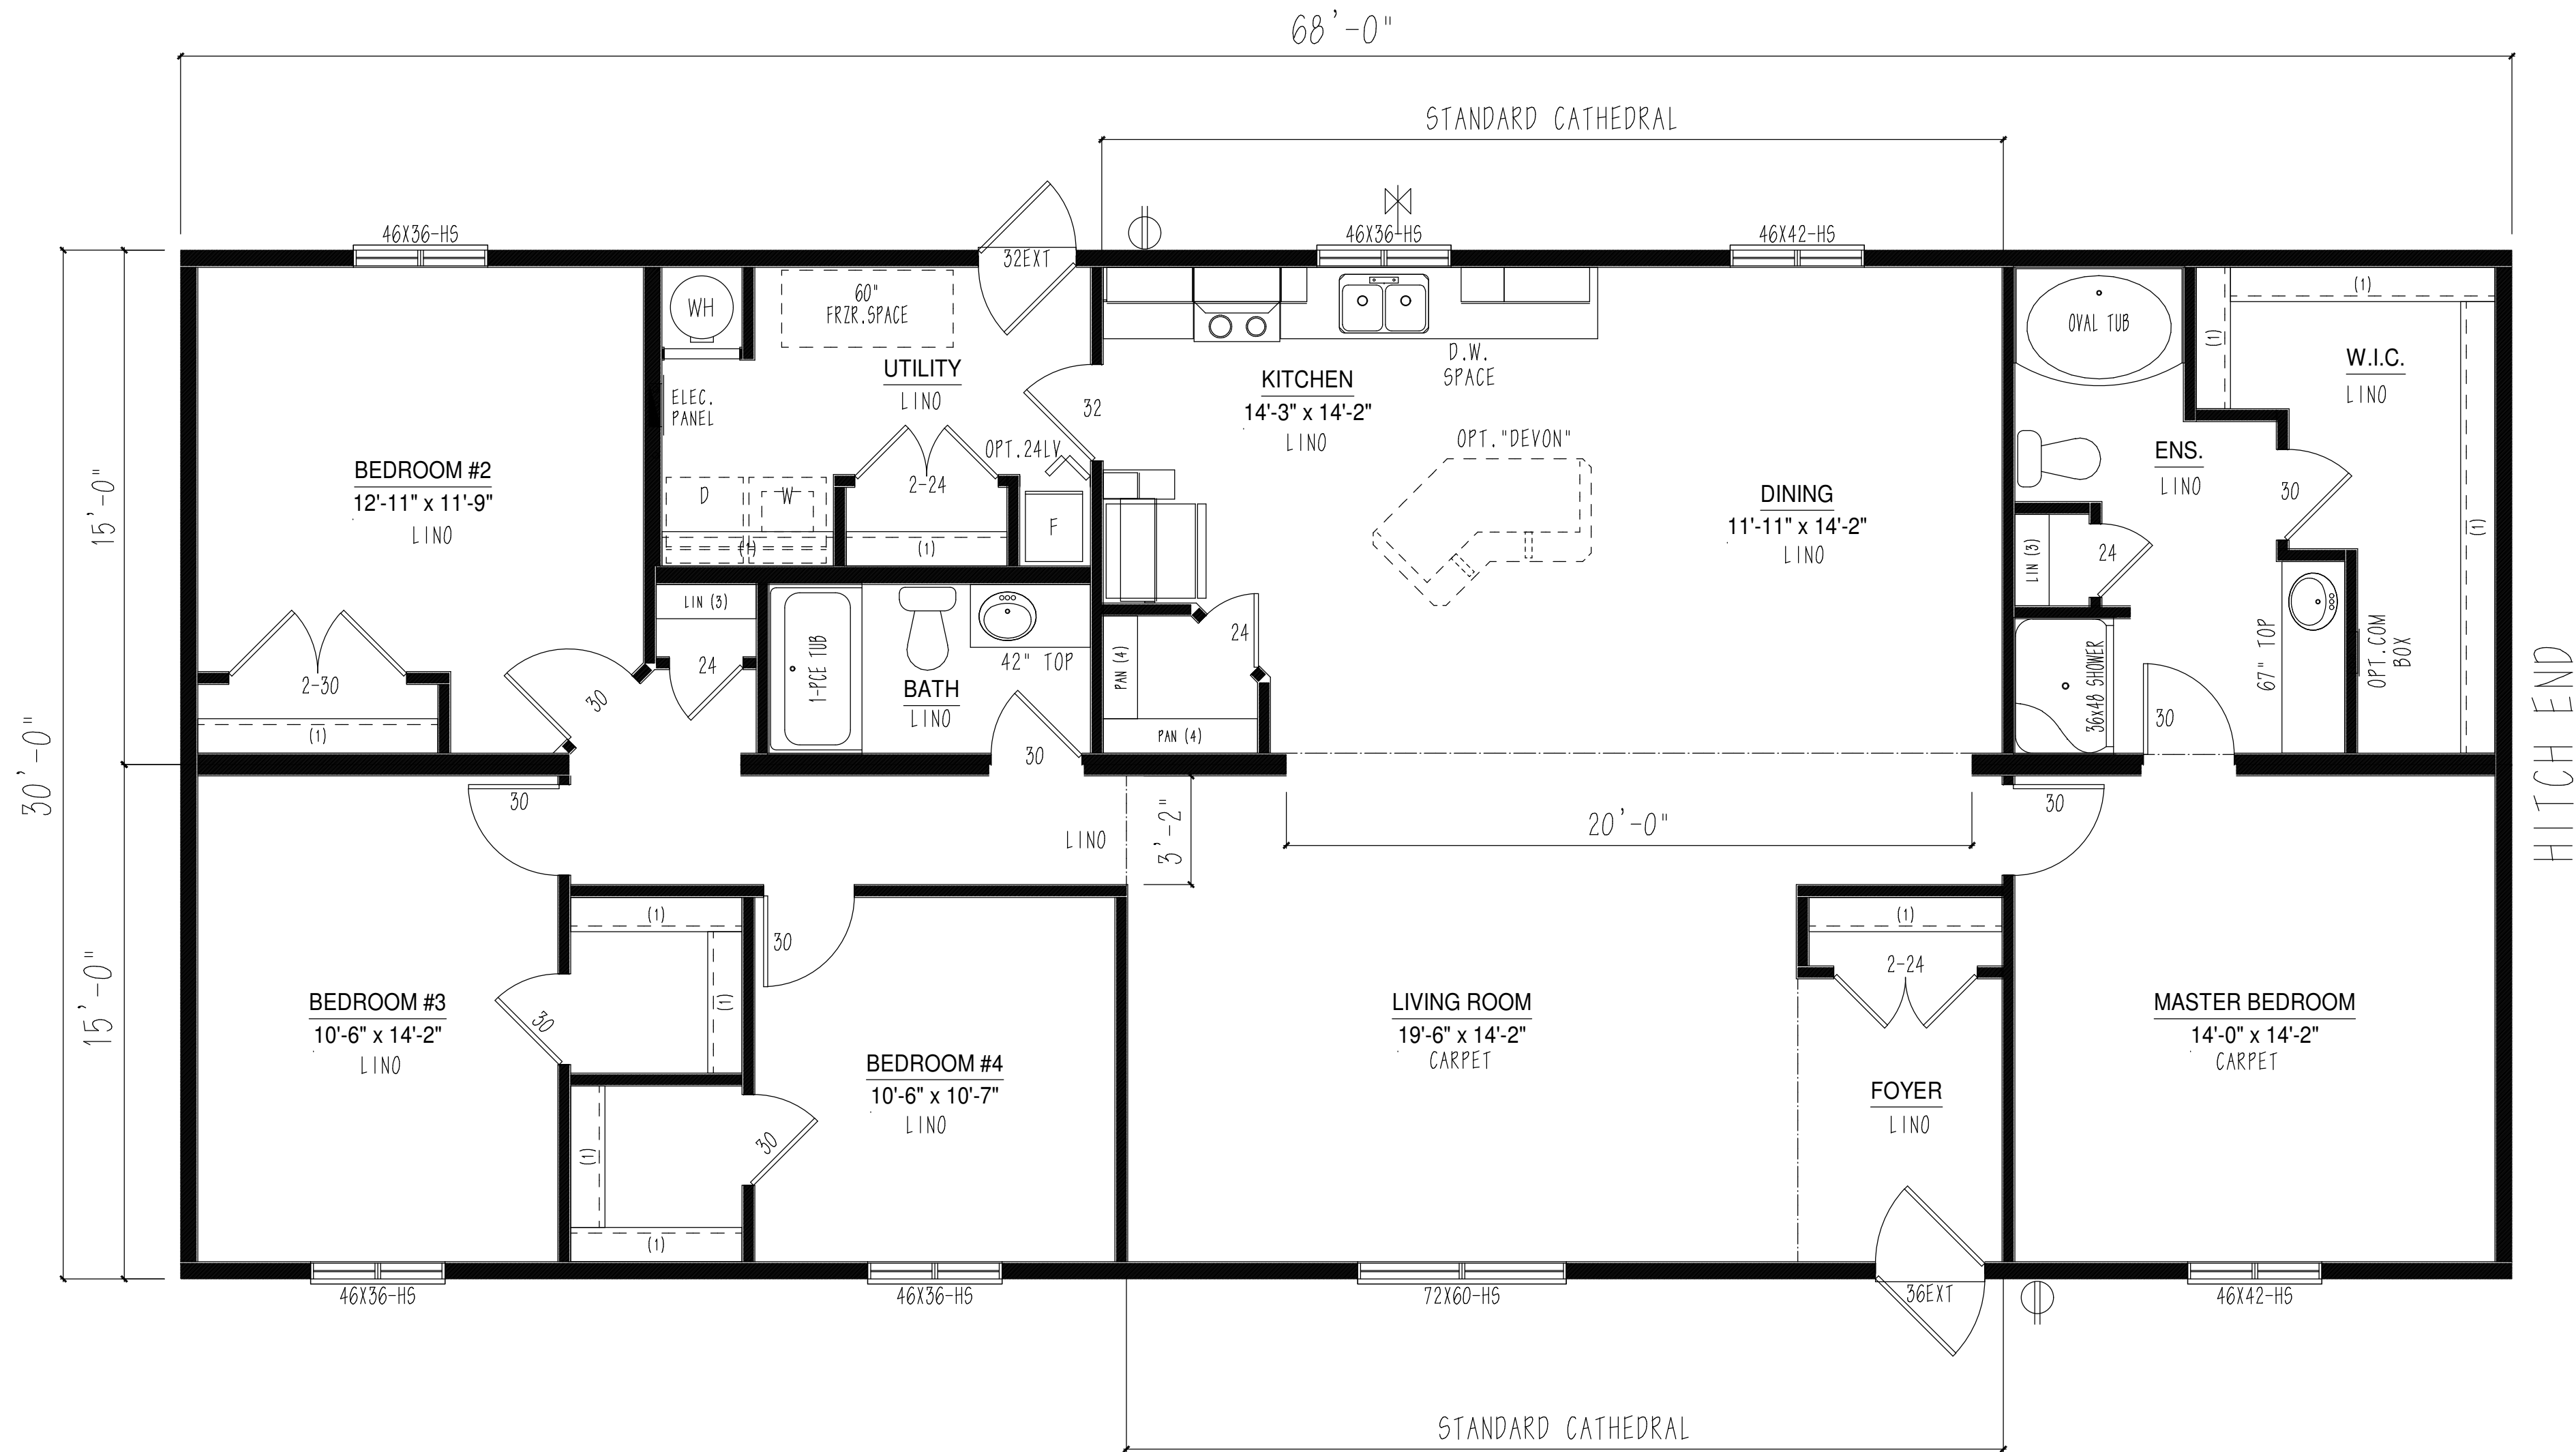 68'-0"
STANDARD CATHEDRAL
46X36-HS
32EXT
46X36-HS
46X42-HS
WH
60"
FRZR.SPACE
UTILITY
LINO
ELEC.
PANEL
OPT.24LV
32
2-24
D
W
(1)
(1)
F
KITCHEN
14'-3" x 14'-2"
LINO
D.W.
SPACE
OPT."DEVON"
DINING
11'-11" x 14'-2"
LINO
OVAL TUB
(1)
(1)
W.I.C.
LINO
(1)
ENS.
LINO
30
LIN (3)
24
36x48 SHOWER
30
67" TOP
OPT.COM
BOX
HITCH END
BEDROOM #2
12'-11" x 11'-9"
LINO
2-30
(1)
30
LIN (3)
24
1-PCE TUB
BATH
LINO
42" TOP
30
PAN (4)
24
PAN (4)
15'-0"
30'-0"
15'-0"
30
LINO
3'-2"
20'-0"
30
(1)
(1)
30
BEDROOM #3
10'-6" x 14'-2"
LINO
30
BEDROOM #4
10'-6" x 10'-7"
LINO
30
(1)
(1)
LIVING ROOM
19'-6" x 14'-2"
CARPET
(1)
2-24
FOYER
LINO
MASTER BEDROOM
14'-0" x 14'-2"
CARPET
46X36-HS
46X36-HS
72X60-HS
36EXT
46X42-HS
STANDARD CATHEDRAL